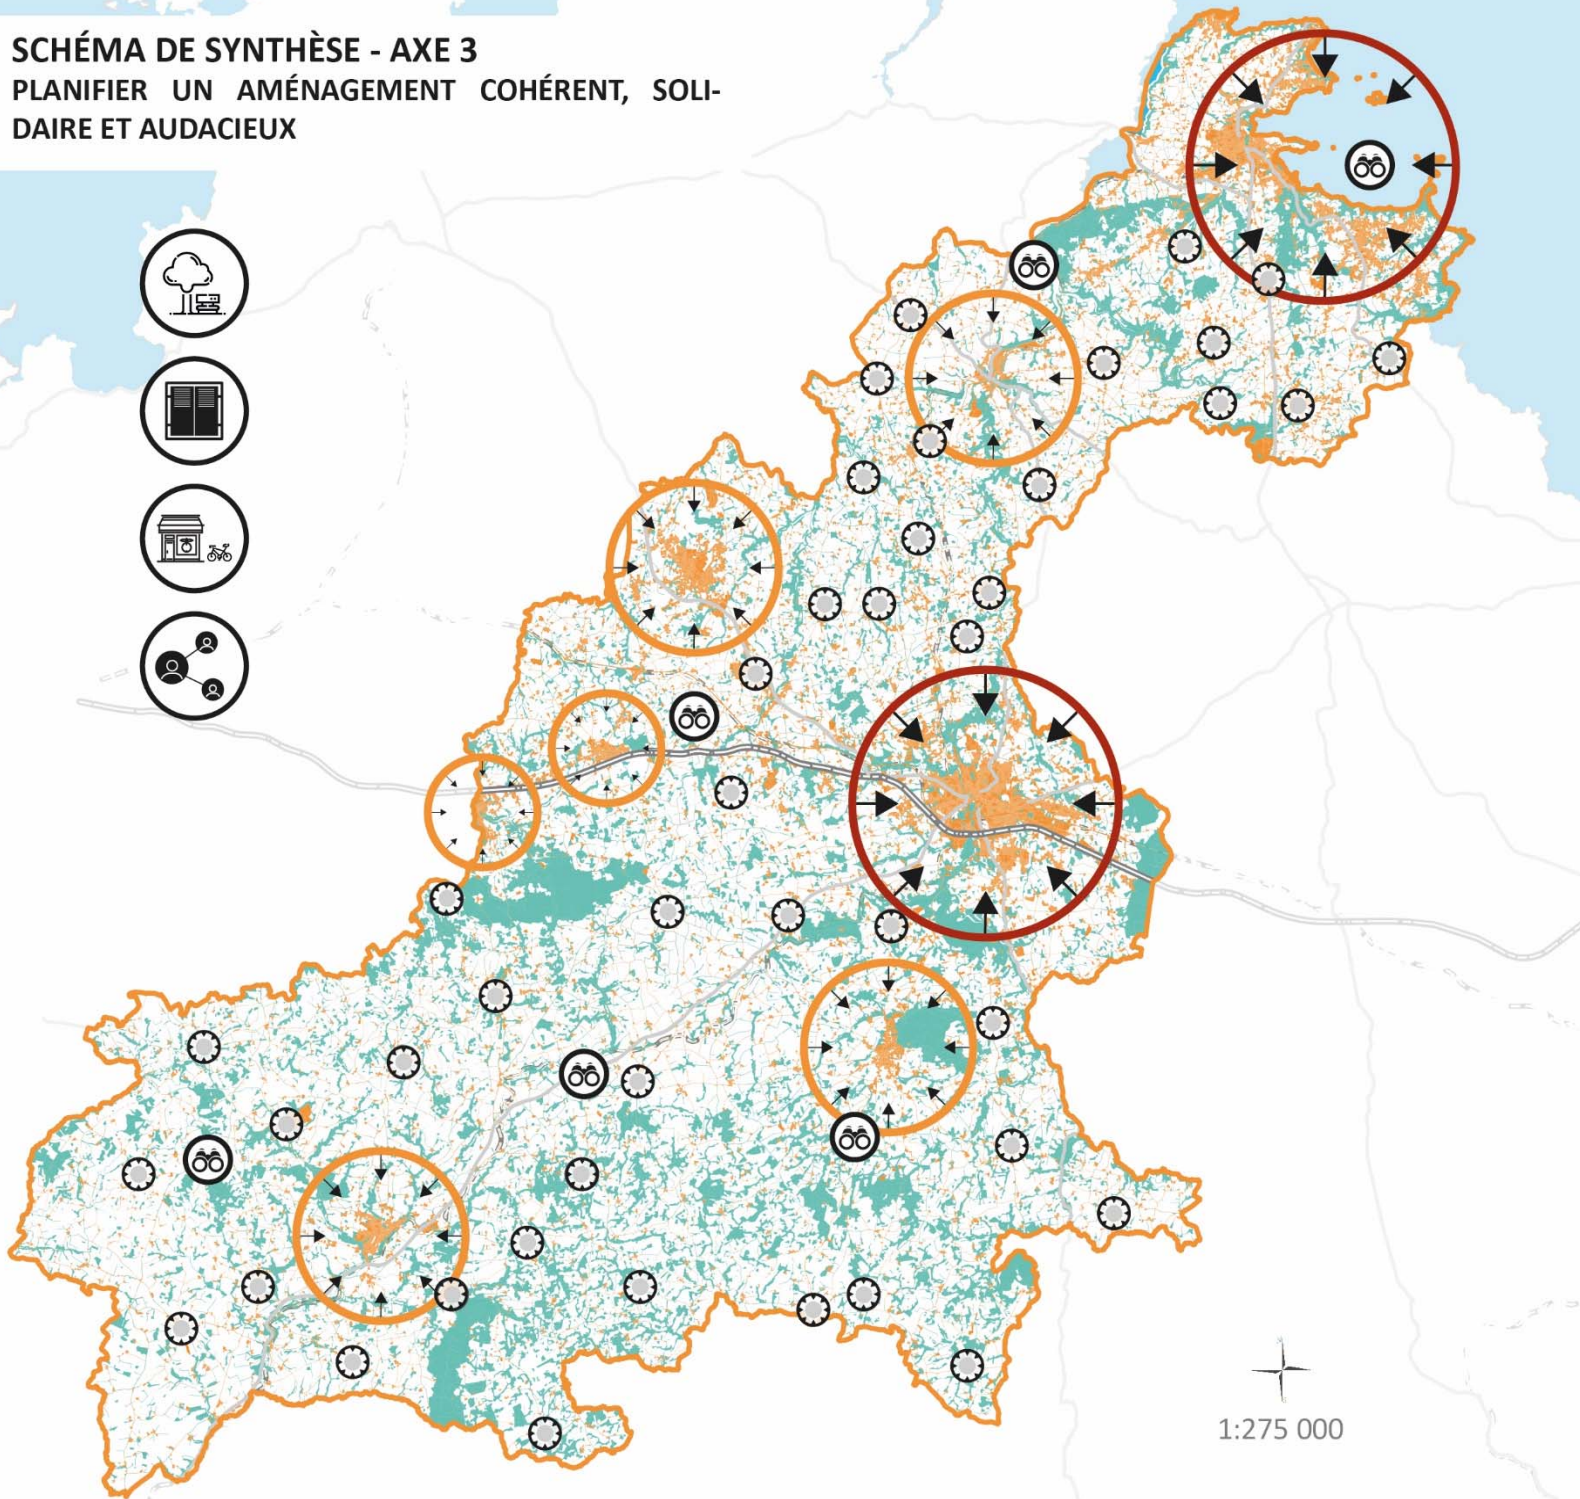 SCHÉMA DE SYNTHÈSE - AXE 3
PLANIFIER UN AMÉNAGEMENT COHÉRENT, SOLI-
DAIRE ET AUDACIEUX
1:275 000